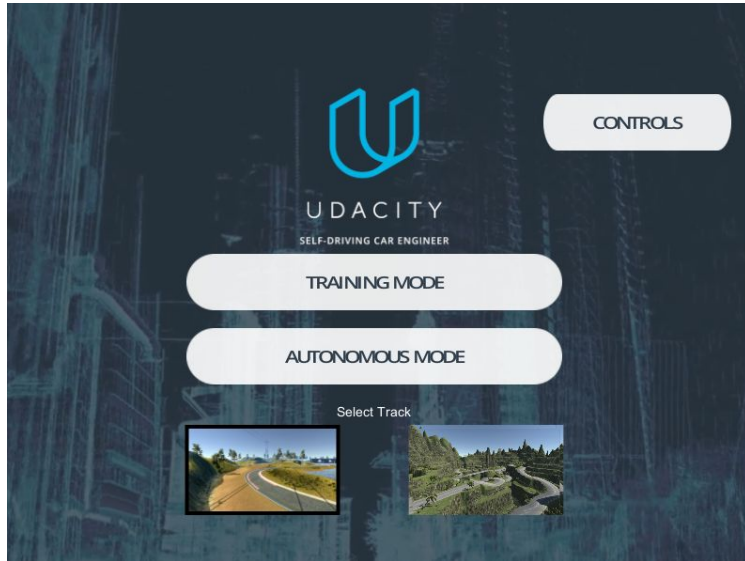 CONTROLS
UDACITY
SELF-DRIVING CAR ENGINEER
TRAINING MODE
AUTONOMOUS MODE
Select Track